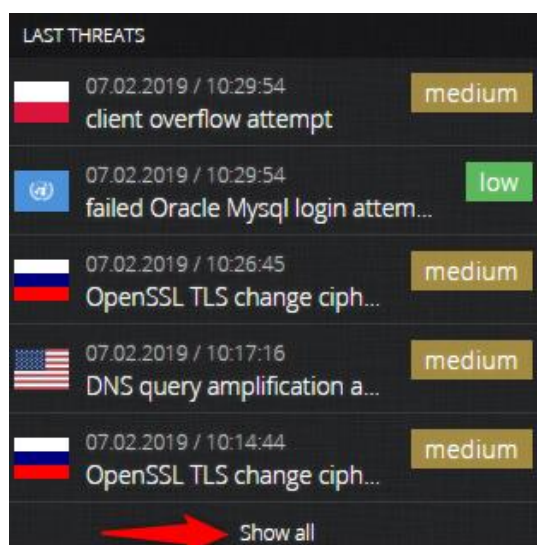 LAST THREATS
07.02.2019 / 10:29:54
medium
client overflow attempt
07.02.2019 / 10:29:54
low
failed Oracle Mysql login attem...
07.02.2019 / 10:26:45
medium
OpenSSL TLS change ciph...
07.02.2019 / 10:17:16
medium
DNS query amplification a...
07.02.2019 / 10:14:44
medium
OpenSSL TLS change ciph...
Show all